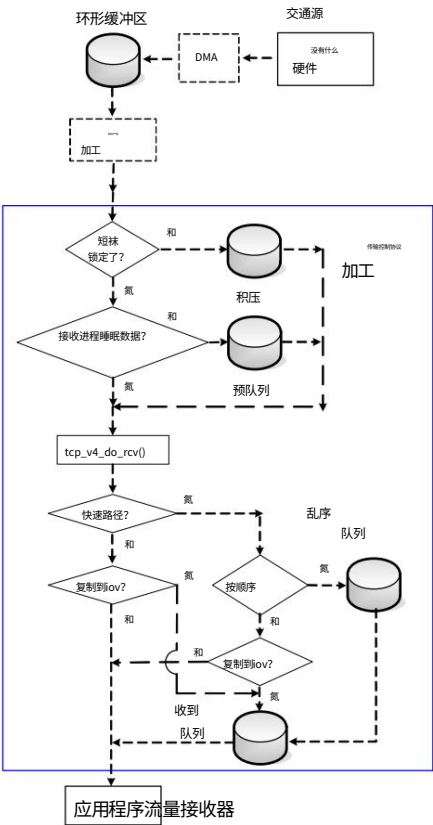 环形缓冲区
交通源
DMA
没有什么
硬件
加工
短袜
锁定了？
和
传输控制协议
加工
氮
积压
接收进程睡眠数据？
和
氮
预队列
tcp_v4_do_rcv()
快速路径？
氮
乱序
队列
和
复制到iov？
氮
按顺序
氮
和
和
复制到iov？
和
氮
收到
队列
应用程序流量接收器